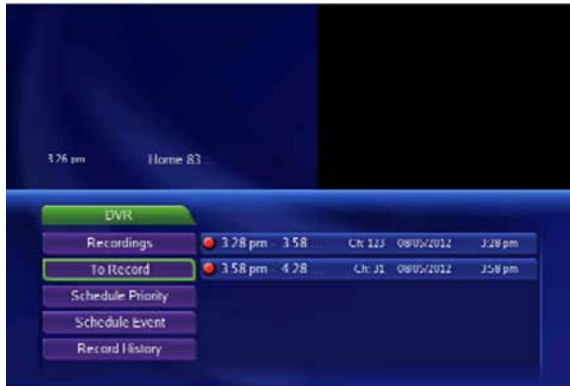 3:26 pm Home 83...
DVR
Recordings 3:28 pm - 3:58 ... Ch: 123 08/05/2012 3:28 pm
To Record 3:58 pm - 4:28 ... Ch: 31 08/05/2012 3:58 pm
Schedule Priority
Schedule Event
Record History